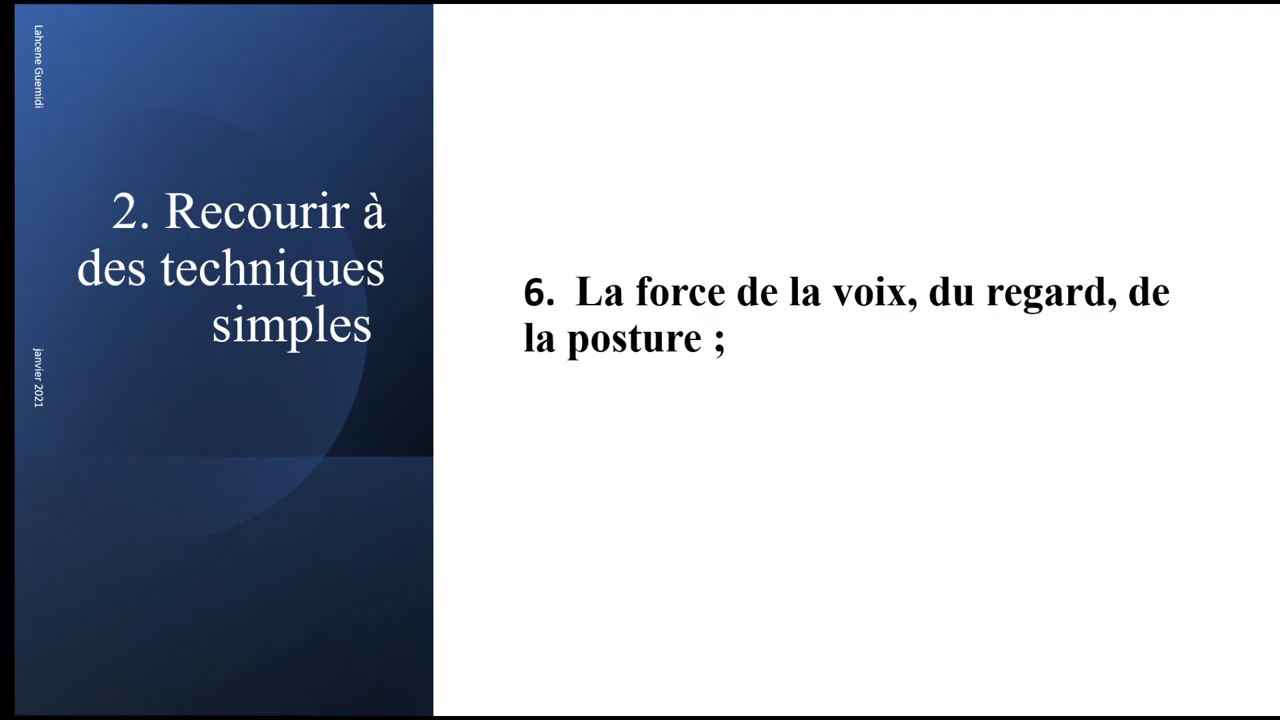 Lahcene Guemidi
2. Recourir à
des techniques
simples
janvier 2021
6. La force de la voix, du regard, de
la posture ;